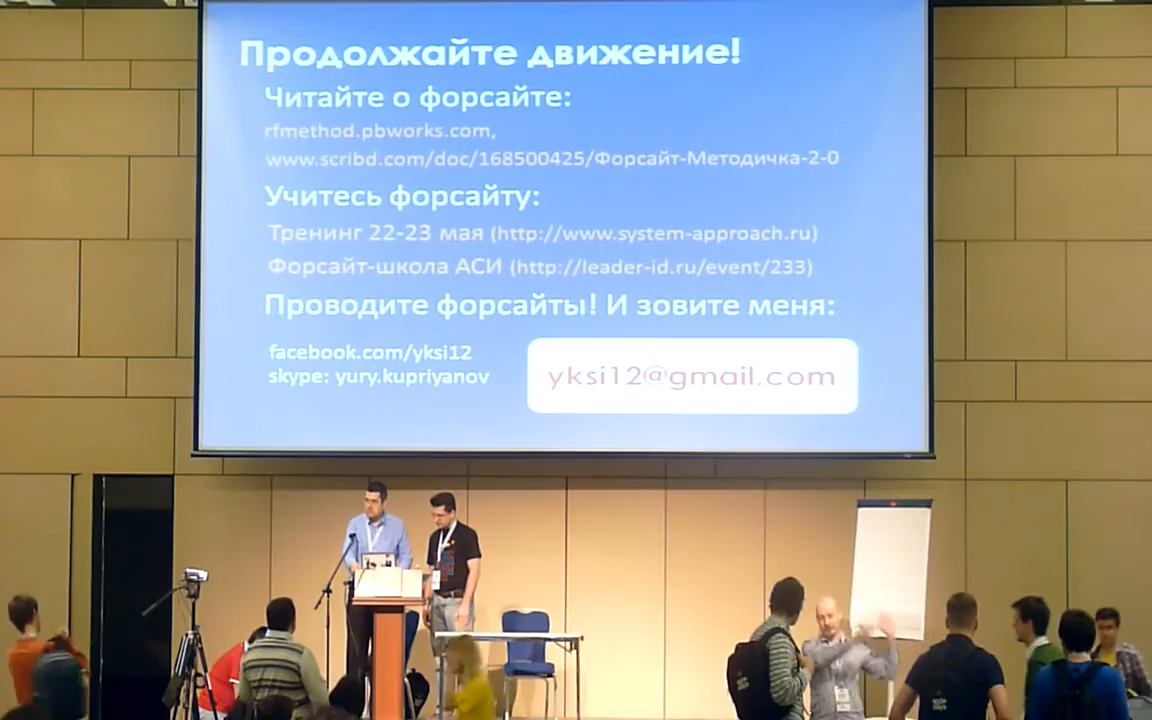 Продолжайте движение!
Читайте о форсайте:
rfmethod.pbworks.com,
www.scribd.com/doc/168500425/Форсайт-Методичка-2-0
Учитесь форсайту:
Тренинг 22-23 мая (http://www.system-approach.ru)
Форсайт-школа АСИ (http://leader-id.ru/event/233)
Проводите форсайты! И зовите меня:
facebook.com/yksi12
skype: yury.kupriyanov
yksi12@gmail.com